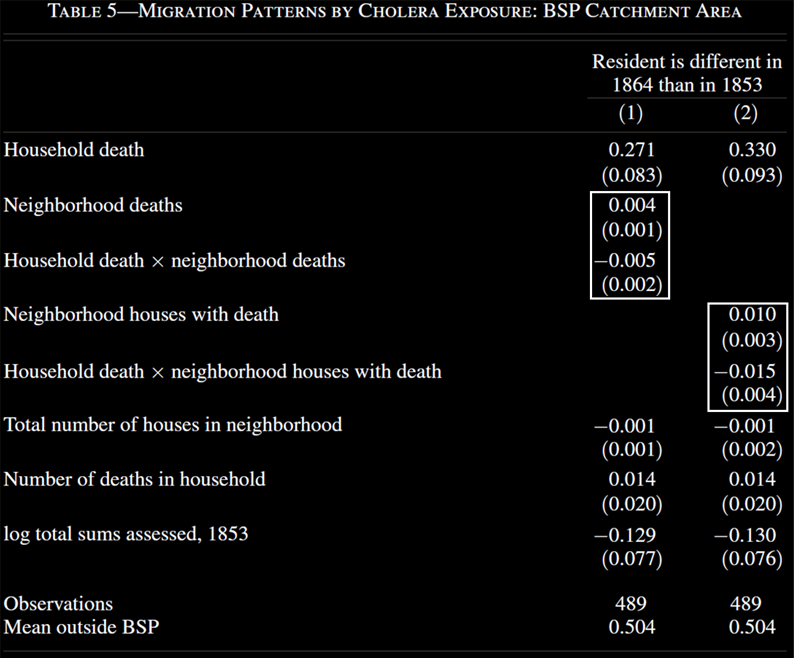 TABLE 5—MIGRATION PATTERNS BY CHOLERA EXPOSURE: BSP CATCHMENT AREA
Resident is different in
1864 than in 1853
(1) (2)
Household death 0.271 0.330
(0.083) (0.093)
Neighborhood deaths 0.004
(0.001)
Household death × neighborhood deaths −0.005
(0.002)
Neighborhood houses with death 0.010
(0.003)
Household death × neighborhood houses with death −0.015
(0.004)
Total number of houses in neighborhood −0.001 −0.001
(0.001) (0.002)
Number of deaths in household 0.014 0.014
(0.020) (0.020)
log total sums assessed, 1853 −0.129 −0.130
(0.077) (0.076)
Observations 489 489
Mean outside BSP 0.504 0.504